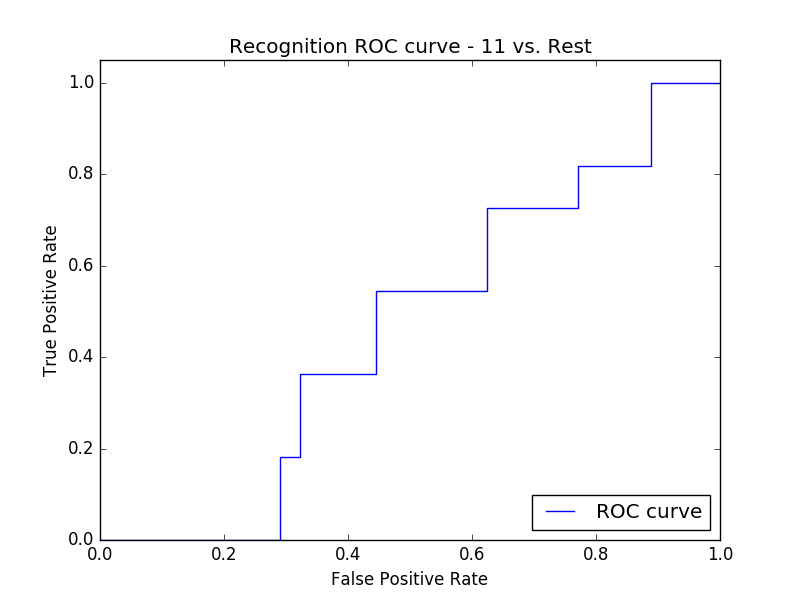 Recognition ROC curve - 11 vs. Rest
1.0
0.8
0.6
0.4
0.2
0.0
True Positive Rate
ROC curve
0.0 0.2 0.4 0.6 0.8 1.0
False Positive Rate